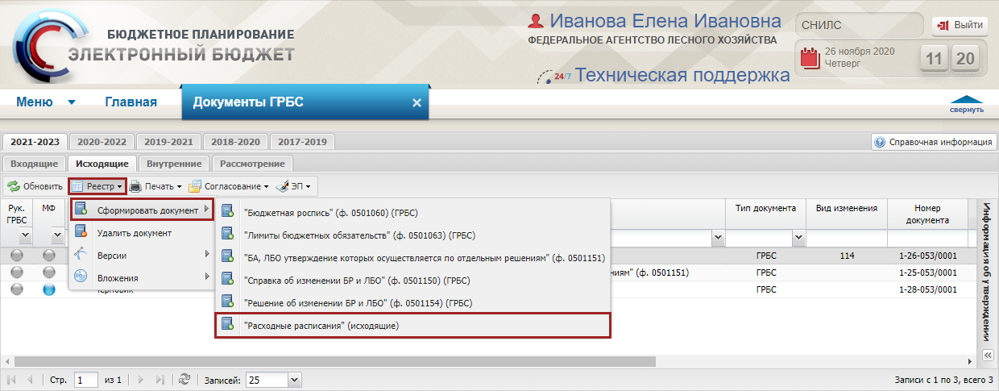 БЮДЖЕТНОЕ ПЛАНИРОВАНИЕ
ЭЛЕКТРОННЫЙ БЮДЖЕТ
Иванова Елена Ивановна
ФЕДЕРАЛЬНОЕ АГЕНТСТВО ЛЕСНОГО ХОЗЯЙСТВА
24/7 Техническая поддержка
СНИЛС
Выйти
26 ноября 2020
Четверг
11 20
Меню Главная Документы ГРБС
свернуть
2021-2023 2020-2022 2019-2021 2018-2020 2017-2019
Справочная информация
Входящие Исходящие Внутренние Рассмотрение
Обновить Реестр Печать Согласование ЭП
Рук. ГРБС
МФ
Тип документа
Вид изменения
Номер документа
Сформировать документ
Удалить документ
Версии
Вложения
"Бюджетная роспись" (ф. 0501060) (ГРБС)
"Лимиты бюджетных обязательств" (ф. 0501063) (ГРБС)
"БА, ЛБО утверждение которых осуществляется по отдельным решениям" (ф. 0501151)
"Справка об изменении БР и ЛБО" (ф. 0501150) (ГРБС)
"Решение об изменении БР и ЛБО" (ф. 0501154) (ГРБС)
"Расходные расписания" (исходящие)
ГРБС 114 1-26-053/0001
ниям" (ф. 0501151) ГРБС 1-25-053/0001
ГРБС 1-28-053/0001
Информация об утверждении
Стр. 1 из 1 Записей: 25
Записи с 1 по 3, всего 3